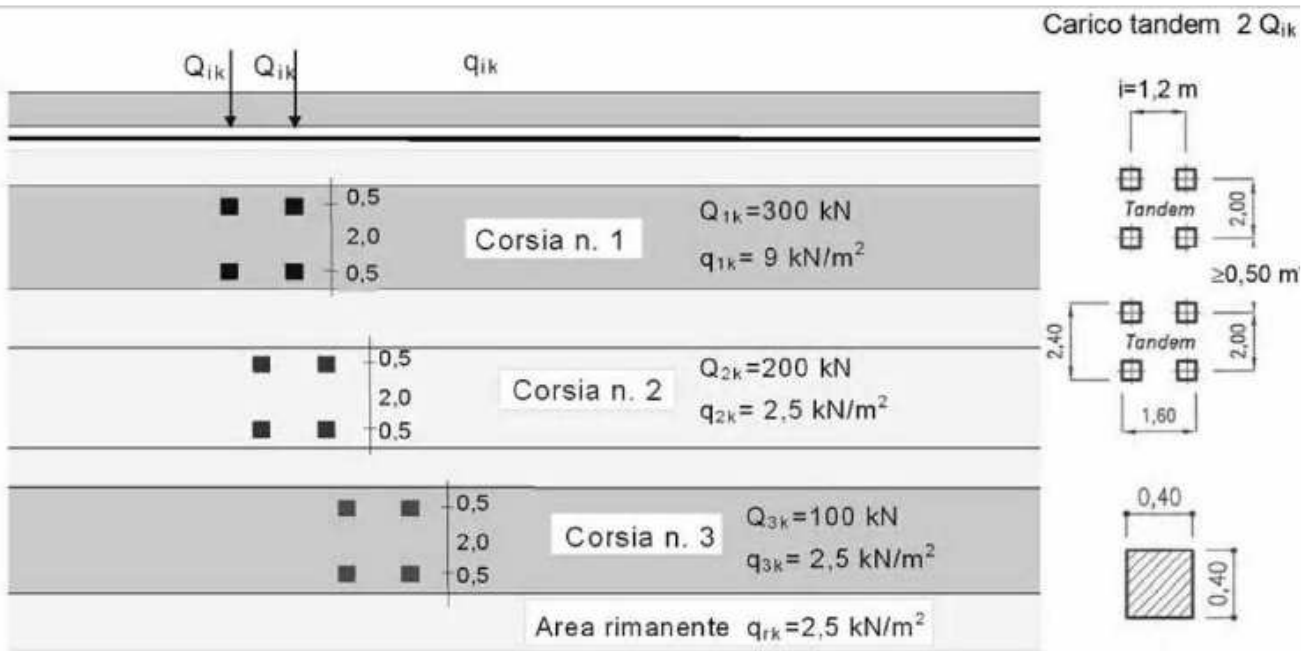 Carico tandem 2 Qik
Qik Qik qik
i=1,2 m
0,5
2,0
0,5
Corsia n. 1
Q1k=300 kN
q1k= 9 kN/m²
Tandem
2,00
≥0,50 m
0,5
2,0
0,5
Corsia n. 2
Q2k=200 kN
q2k= 2,5 kN/m²
2,40
Tandem
2,00
1,60
0,5
2,0
0,5
Corsia n. 3
Q3k=100 kN
q3k= 2,5 kN/m²
0,40
0,40
Area rimanente qrk=2,5 kN/m²